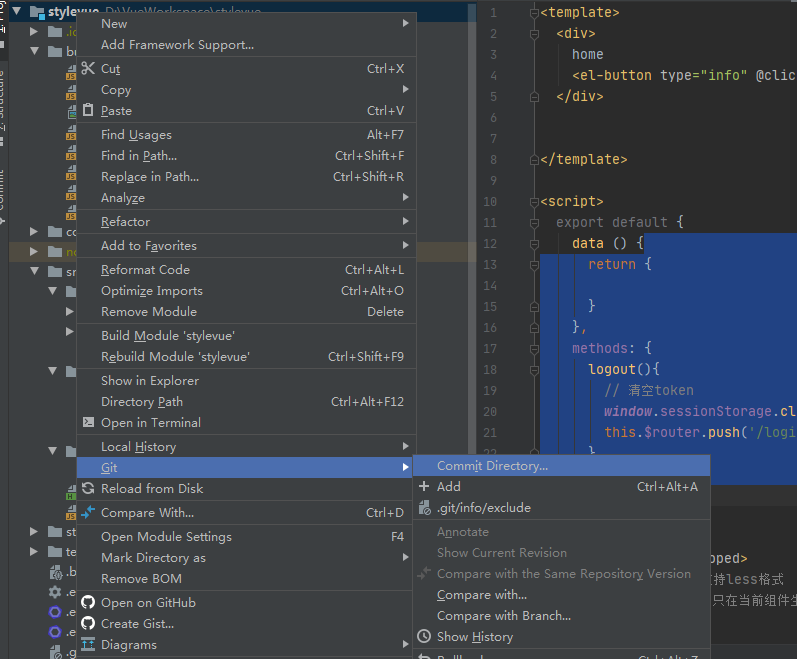 stylevue D:\VueWorkspace\stylevue
New
Add Framework Support...
Cut Ctrl+X
Copy
Paste Ctrl+V
Find Usages Alt+F7
Find in Path... Ctrl+Shift+F
Replace in Path... Ctrl+Shift+R
Analyze
Refactor
Add to Favorites
Reformat Code Ctrl+Alt+L
Optimize Imports Ctrl+Alt+O
Remove Module Delete
Build Module 'stylevue'
Rebuild Module 'stylevue' Ctrl+Shift+F9
Show in Explorer
Directory Path Ctrl+Alt+F12
Open in Terminal
Local History
Git
Reload from Disk
Compare With... Ctrl+D
Open Module Settings F4
Mark Directory as
Remove BOM
Open on GitHub
Create Gist...
Diagrams
Commit Directory...
Add Ctrl+Alt+A
.git/info/exclude
Annotate
Show Current Revision
Compare with the Same Repository Version
Compare with...
Compare with Branch...
Show History
1 <template>
2 <div>
3 home
4 <el-button type="info" @clic
5 </div>
6
7
8 </template>
9
10 <script>
11 export default {
12 data () {
13 return {
14
15 }
16 },
17 methods: {
18 logout(){
19 // 清空token
20 window.sessionStorage.cl
21 this.$router.push('/logi
22 }
oped>
持less格式
只在当前组件生